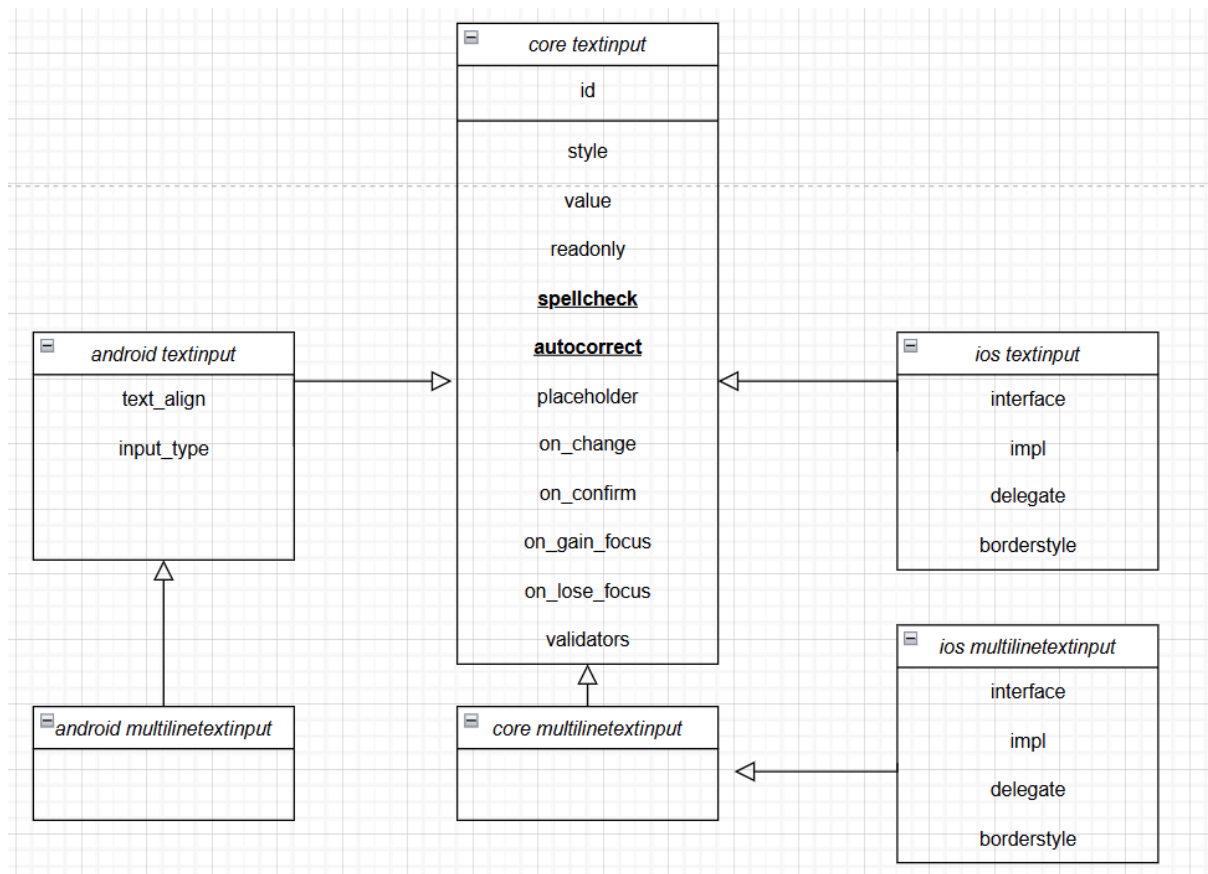 core textinput
id
style
value
readonly
spellcheck
autocorrect
placeholder
on_change
on_confirm
on_gain_focus
on_lose_focus
validators
android textinput
text_align
input_type
ios textinput
interface
impl
delegate
borderstyle
android multilinetextinput
core multilinetextinput
ios multilinetextinput
interface
impl
delegate
borderstyle